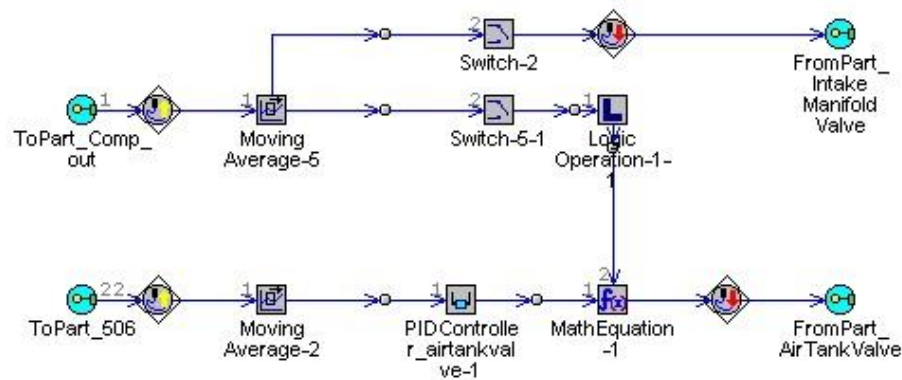 2
Switch-2
FromPart_
Intake
Manifold
Valve
1
1
2
1
ToPart_Comp_
out
Moving
Average-5
Switch-5-1
Logic
Operation-1-
1
22
1
1
1
2
ToPart_506
Moving
Average-2
PIDControlle
r_airtankval
ve-1
f(x)
MathEquation
-1
FromPart_
AirTankValve